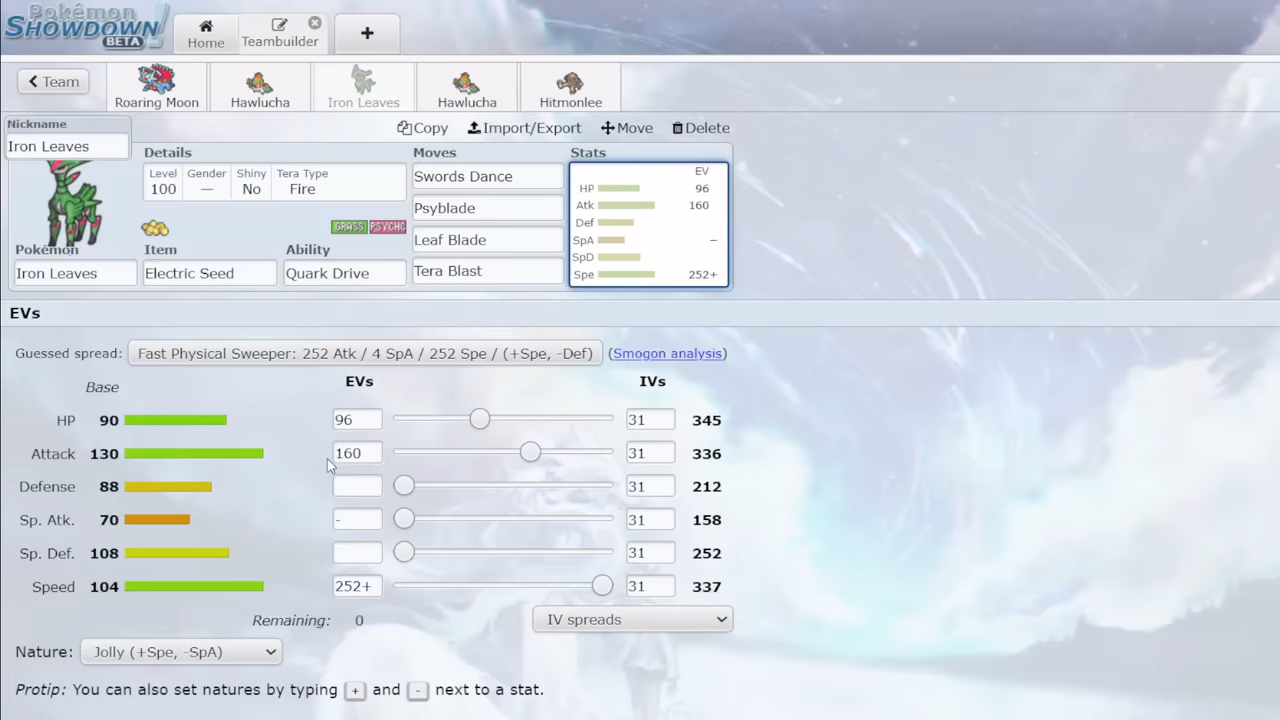 Pokémon
SHOWDOWN!
BETA
Home
Teambuilder
+
Team
Roaring Moon
Hawlucha
Iron Leaves
Hawlucha
Hitmonlee
Nickname
Iron Leaves
Copy
Import/Export
Move
Delete
Details
Level
100
Gender
—
Shiny
No
Tera Type
Fire
GRASS
PSYCHC
Pokémon
Iron Leaves
Item
Electric Seed
Ability
Quark Drive
Moves
Swords Dance
Psyblade
Leaf Blade
Tera Blast
Stats
EV
HP 96
Atk 160
Def
SpA –
SpD
Spe 252+
EVs
Guessed spread: Fast Physical Sweeper: 252 Atk / 4 SpA / 252 Spe / (+Spe, -Def) (Smogon analysis)
Base EVs IVs
HP 90 96 31 345
Attack 130 160 31 336
Defense 88 31 212
Sp. Atk. 70 - 31 158
Sp. Def. 108 31 252
Speed 104 252+ 31 337
Remaining: 0 IV spreads
Nature: Jolly (+Spe, -SpA)
Protip: You can also set natures by typing + and - next to a stat.